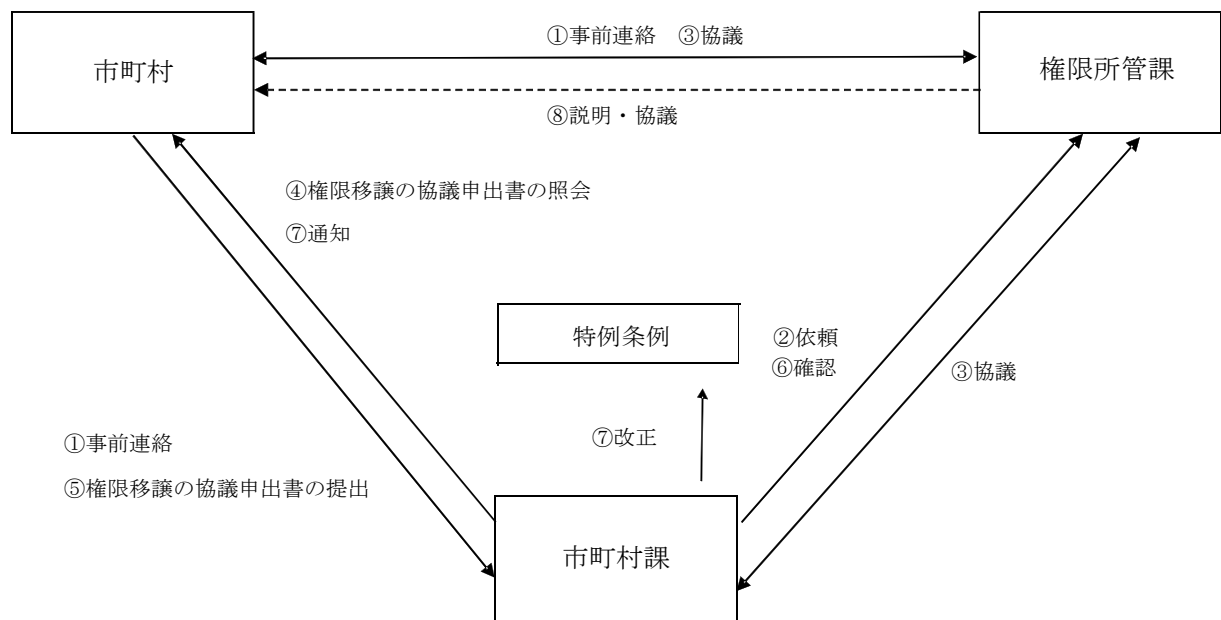 ①事前連絡 ③協議
市町村
権限所管課
⑧説明・協議
④権限移譲の協議申出書の照会
⑦通知
特例条例
②依頼
⑥確認
③協議
①事前連絡
⑦改正
⑤権限移譲の協議申出書の提出
市町村課